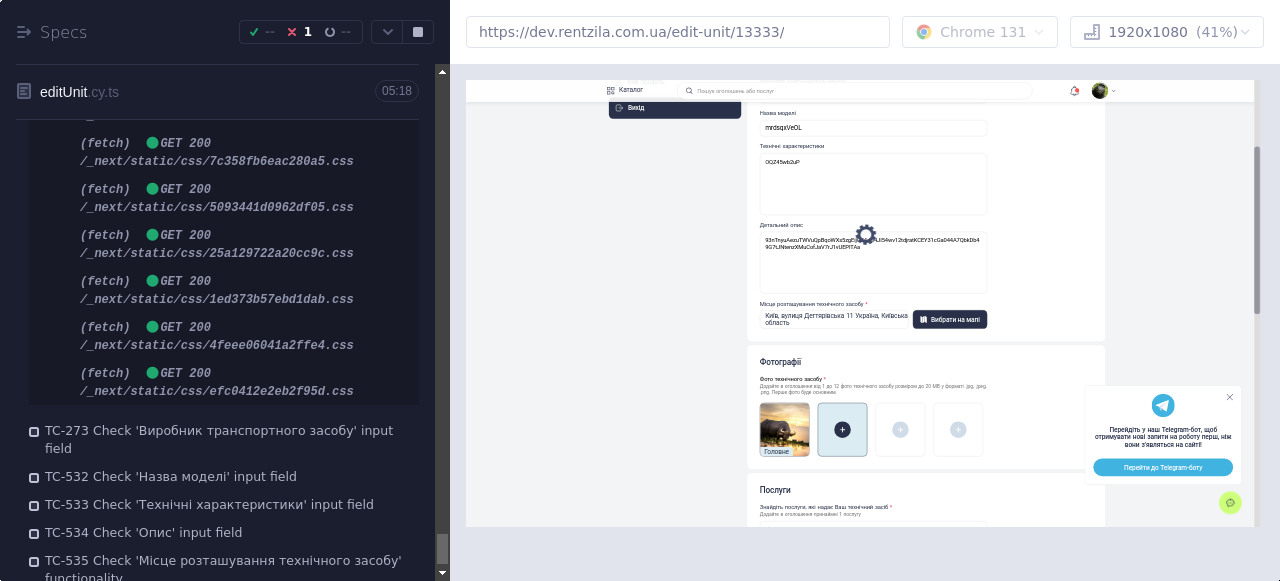 Specs
--
1
--
editUnit.cy.ts
05:18
(fetch) GET 200
/_next/static/css/7c358fb6eac280a5.css
(fetch) GET 200
/_next/static/css/5093441d0962df05.css
(fetch) GET 200
/_next/static/css/25a129722a20cc9c.css
(fetch) GET 200
/_next/static/css/1ed373b57ebd1dab.css
(fetch) GET 200
/_next/static/css/4feee06041a2ffe4.css
(fetch) GET 200
/_next/static/css/efc0412e2eb2f95d.css
TC-273 Check 'Виробник транспортного засобу' input
field
TC-532 Check 'Назва моделі' input field
TC-533 Check 'Технічні характеристики' input field
TC-534 Check 'Опис' input field
TC-535 Check 'Місце розташування технічного засобу'
functionality
https://dev.rentzila.com.ua/edit-unit/13333/
Chrome 131
1920x1080 (41%)
Каталог
Пошук оголошень або послуг
Вихід
Назва моделі
mrdsqxVeOL
Технічні характеристики
OQZ45wb2uP
Детальний опис
Місце розташування технічного засобу *
Київ, вулиця Дегтярівська 11 Україна, Київська
область
Вибрати на мапі
Фотографії
Фото технічного засобу *
Додайте в оголошення від 1 до 12 фото технічного засобу розміром до 20 MB у форматі .jpg, .jpeg,
.png. Перше фото буде основним.
Головне
Послуги
Знайдіть послуги, які надає Ваш технічний засіб *
Додайте в оголошення принаймні 1 послугу
Перейдіть у наш Telegram-бот, щоб
отримувати нові запити на роботу перш, ніж
вони з'являться на сайті!
Перейти до Telegram-боту